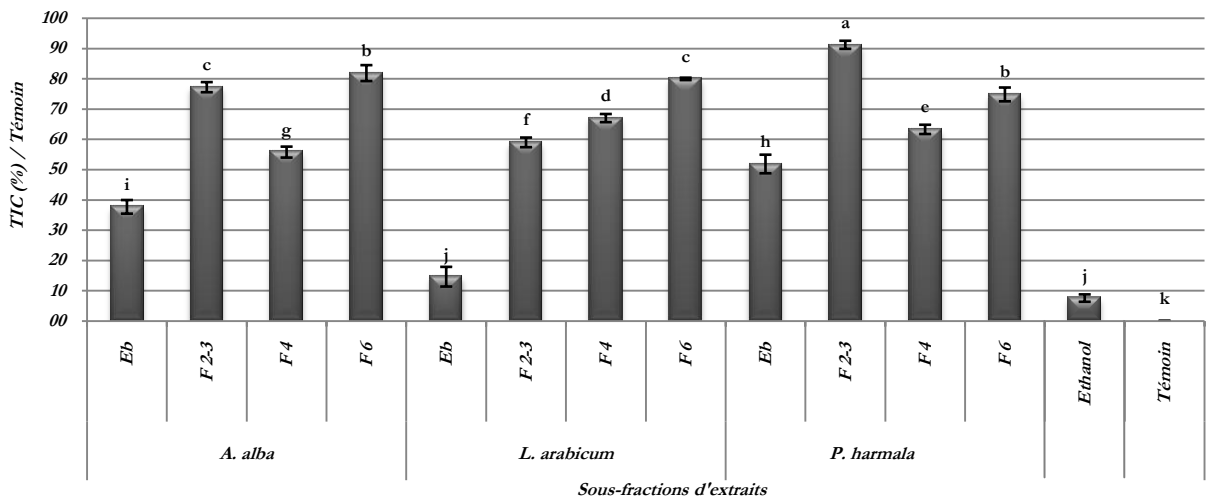 TIC (%) / Témoin
100
90
80
70
60
50
40
30
20
10
00
i
c
g
b
j
f
d
c
h
a
e
b
j
k
Eb
F 2-3
F 4
F 6
Eb
F 2-3
F 4
F 6
Eb
F 2-3
F 4
F 6
Ethanol
Témoin
A. alba
L. arabicum
P. harmala
Sous-fractions d'extraits